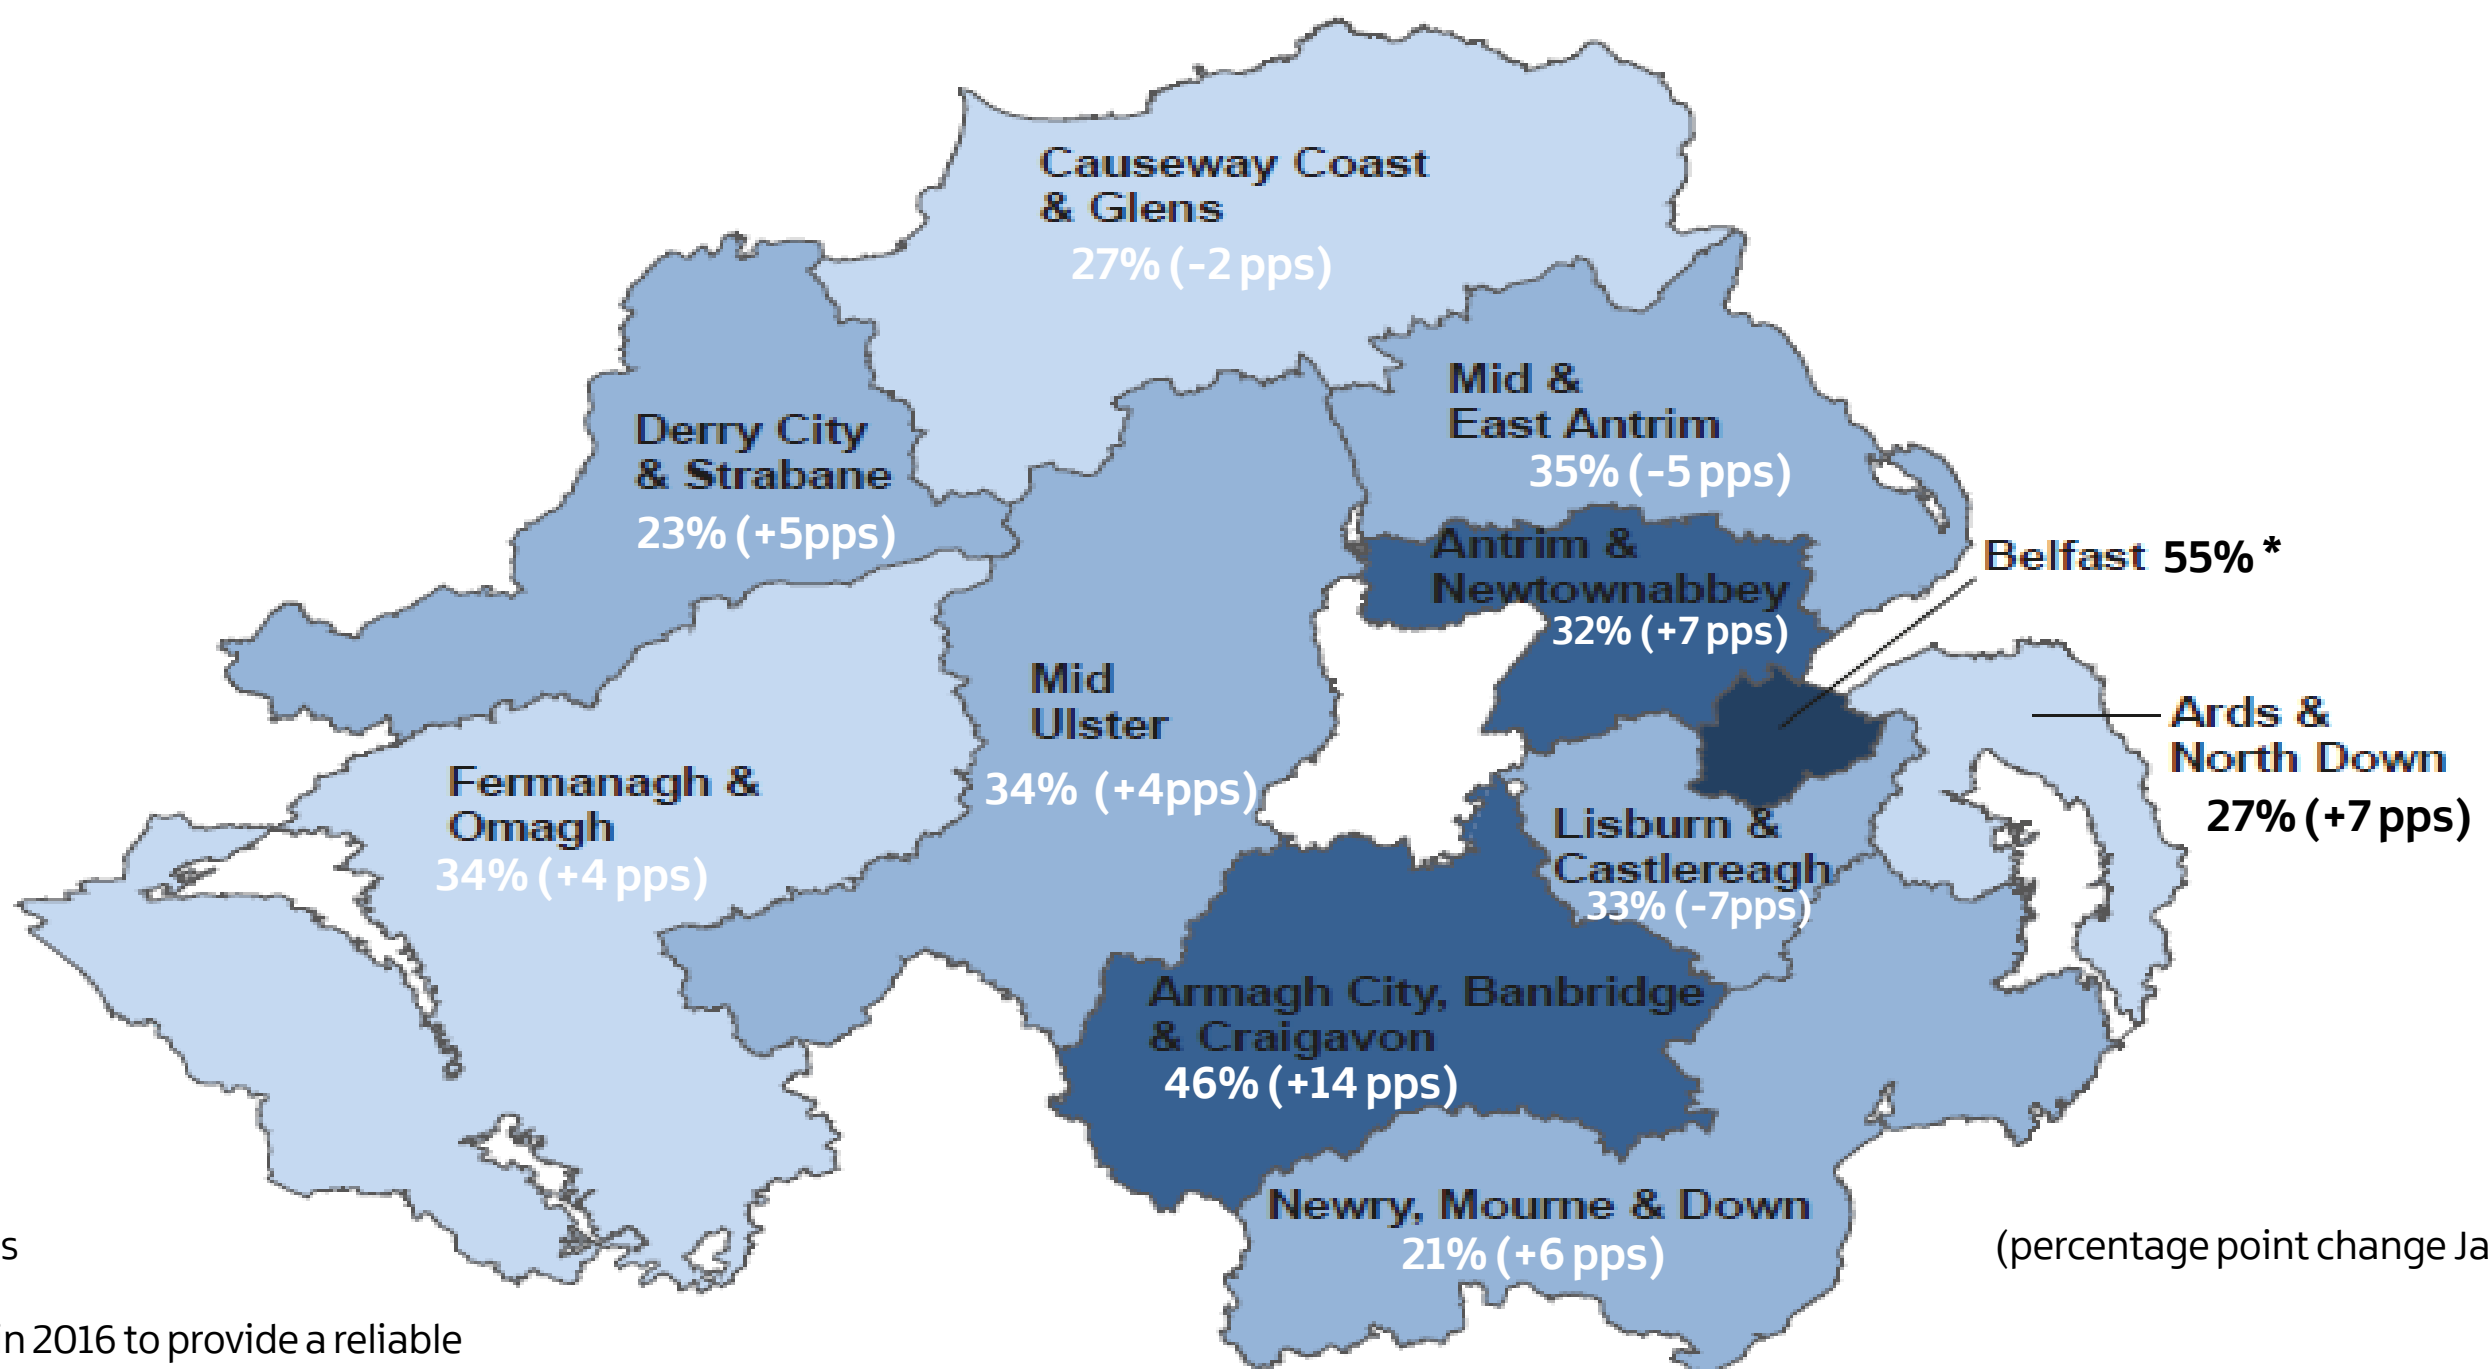 Causeway Coast
& Glens
27% (-2 pps)
Mid &
East Antrim
35% (-5 pps)
Derry City
& Strabane
23% (+5pps)
Antrim &
Newtownabbey
32% (+7 pps)
Belfast 55% *
Mid
Ulster
34% (+4pps)
Ards &
North Down
27% (+7 pps)
Fermanagh &
Omagh
34% (+4 pps)
Lisburn &
Castlereagh
33% (-7pps)
Armagh City, Banbridge
& Craigavon
46% (+14 pps)
Newry, Mourne & Down
21% (+6 pps)
(percentage point change
2016 to provide a reliable